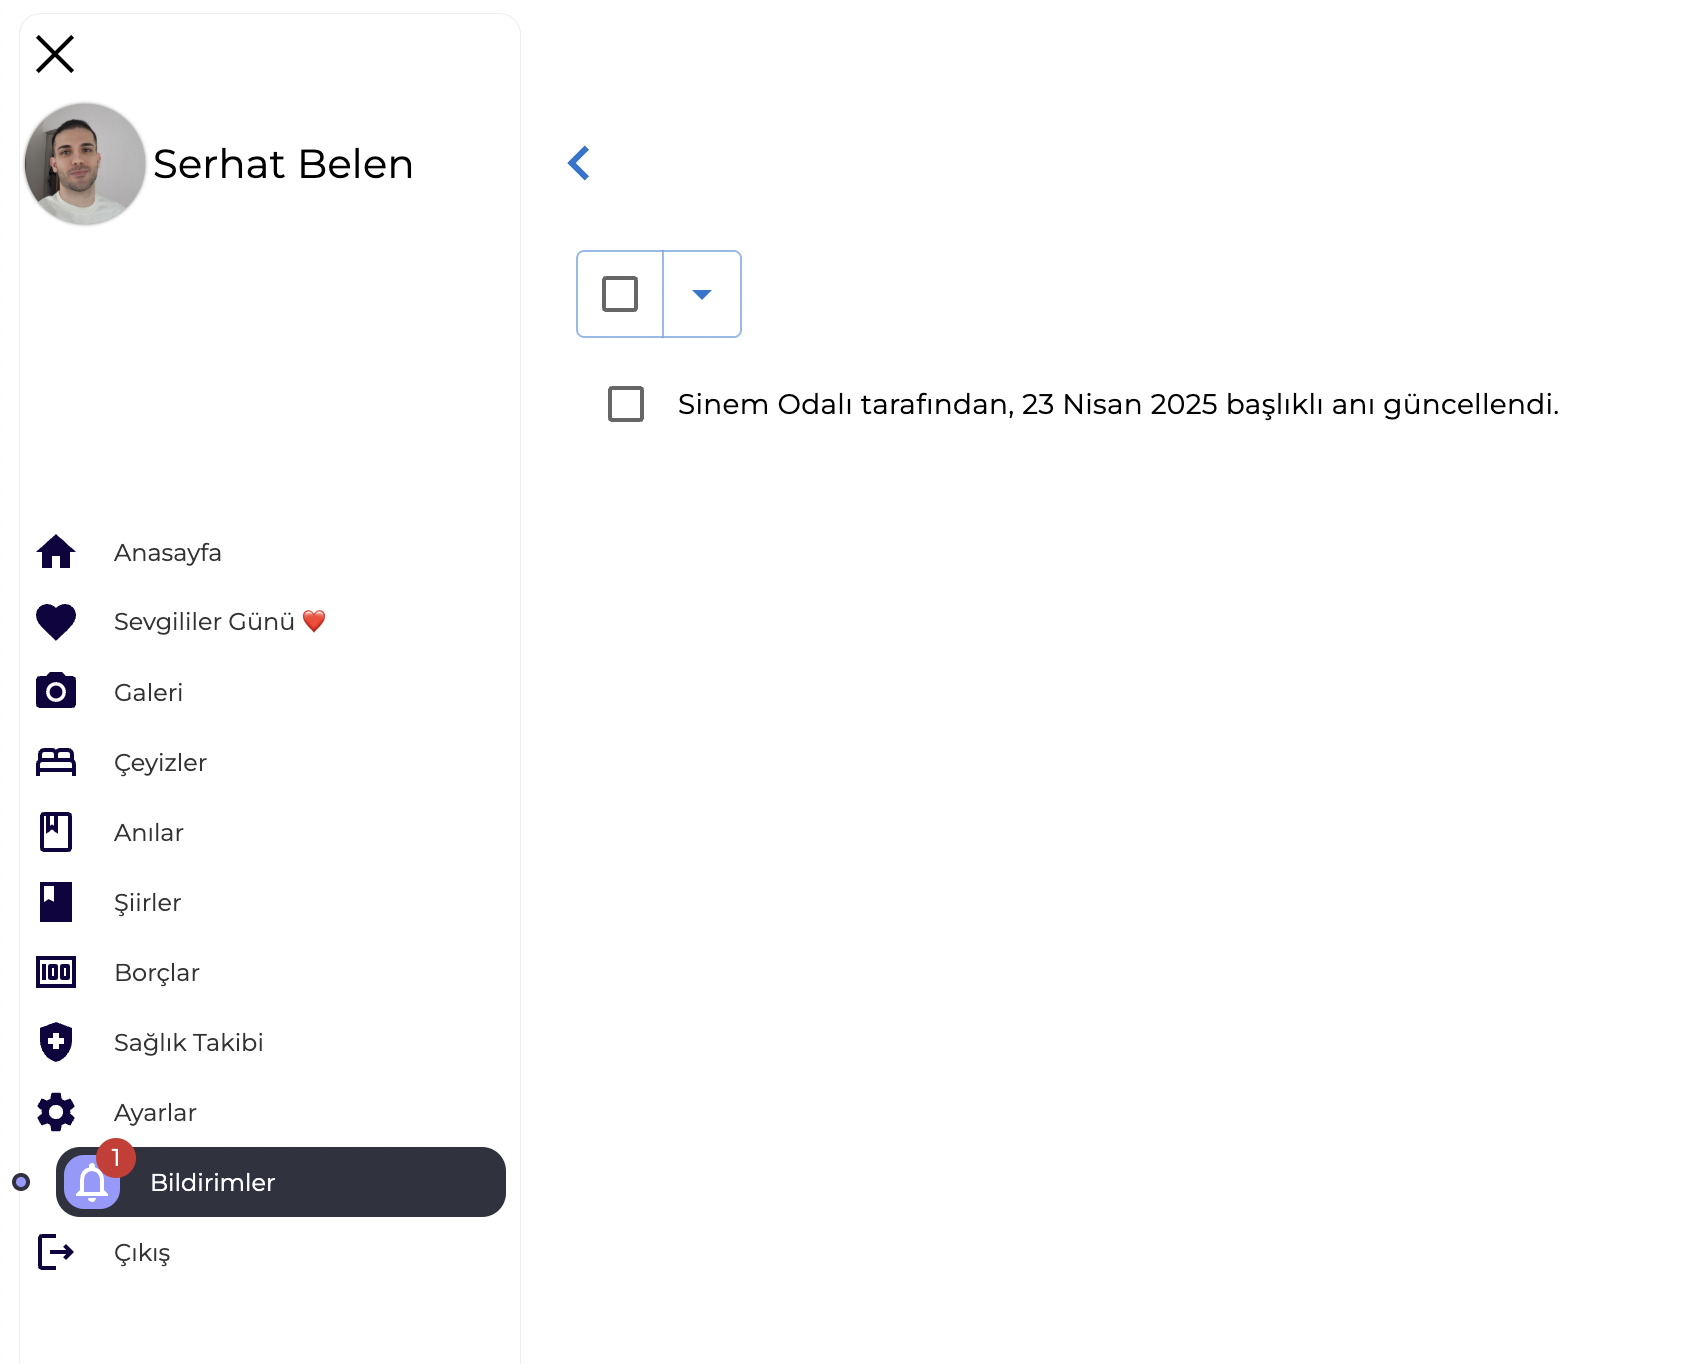 Serhat Belen
Sinem Odalı tarafından, 23 Nisan 2025 başlıklı anı güncellendi.
Anasayfa
Sevgililer Günü ❤️
Galeri
Çeyizler
Anılar
Şiirler
100 Borçlar
Sağlık Takibi
Ayarlar
1
Bildirimler
Çıkış